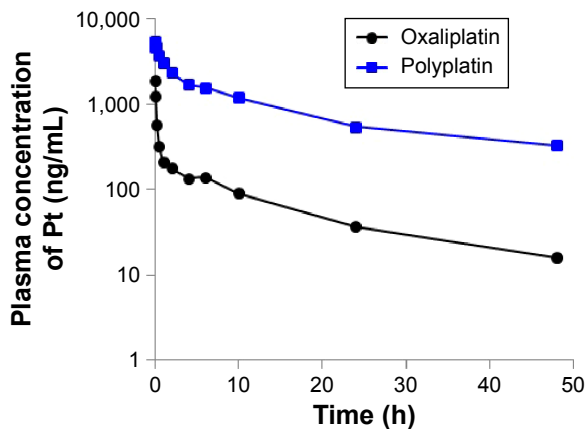 10,000
1,000
100
10
1
Plasma concentration
of Pt (ng/mL)
Oxaliplatin
Polyplatin
0
10
20
30
40
50
Time (h)